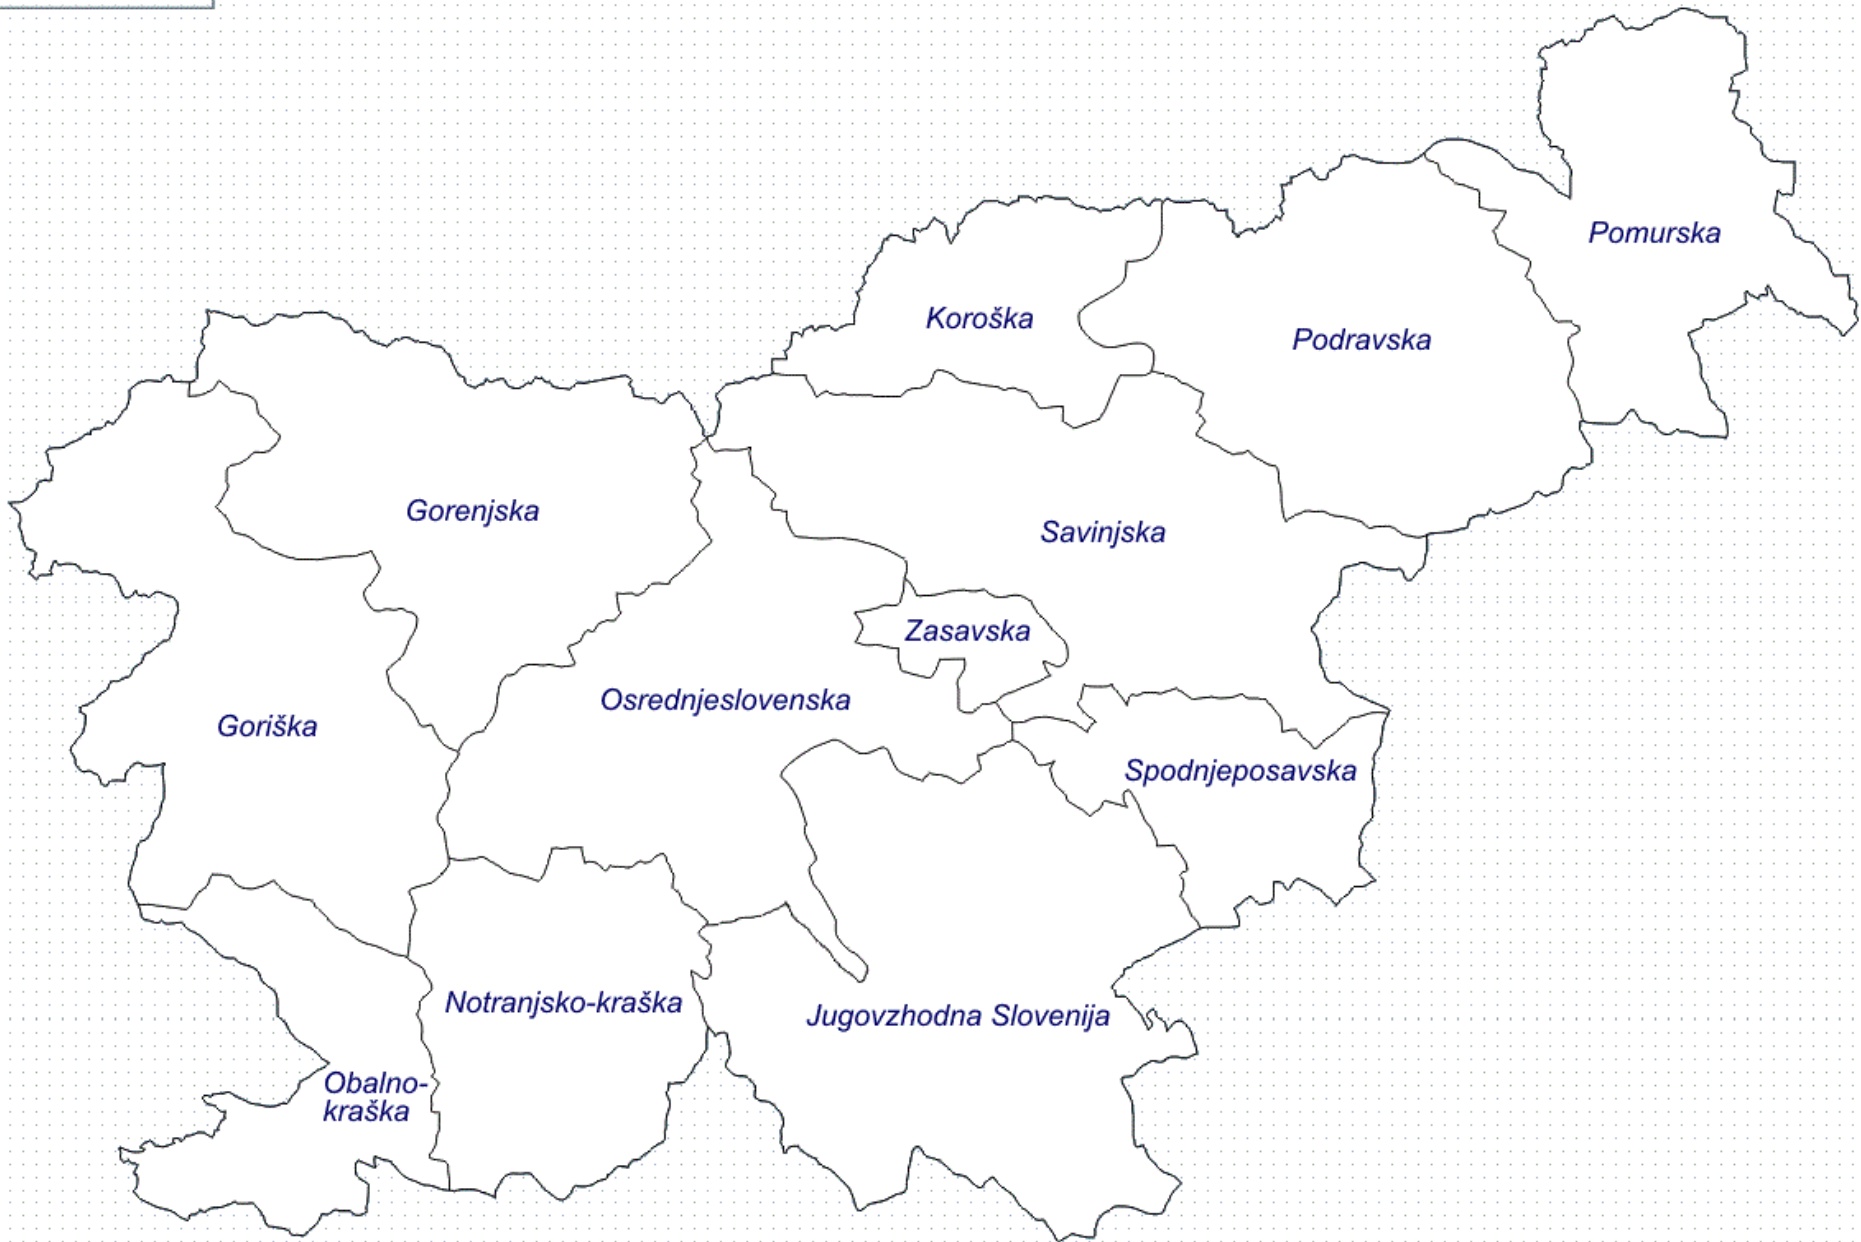 Pomurska
Koroška
Podravska
Gorenjska
Savinjska
Zasavska
Osrednjeslovenska
Goriška
Spodnjeposavska
Notranjsko-kraška
Jugovzhodna Slovenija
Obalno-
kraška